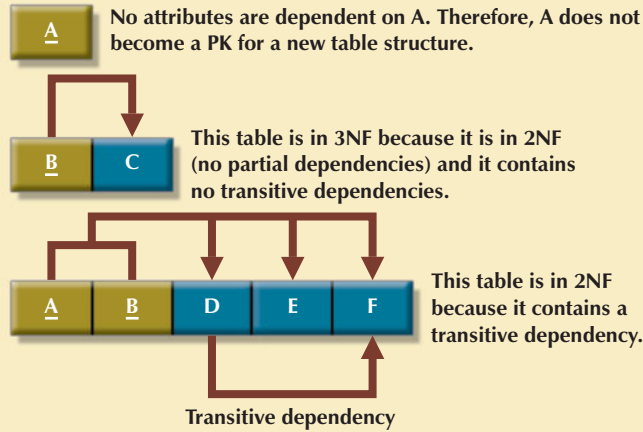 A
No attributes are dependent on A. Therefore, A does not
become a PK for a new table structure.
B C
This table is in 3NF because it is in 2NF
(no partial dependencies) and it contains
no transitive dependencies.
A B D E F
This table is in 2NF
because it contains a
transitive dependency.
Transitive dependency